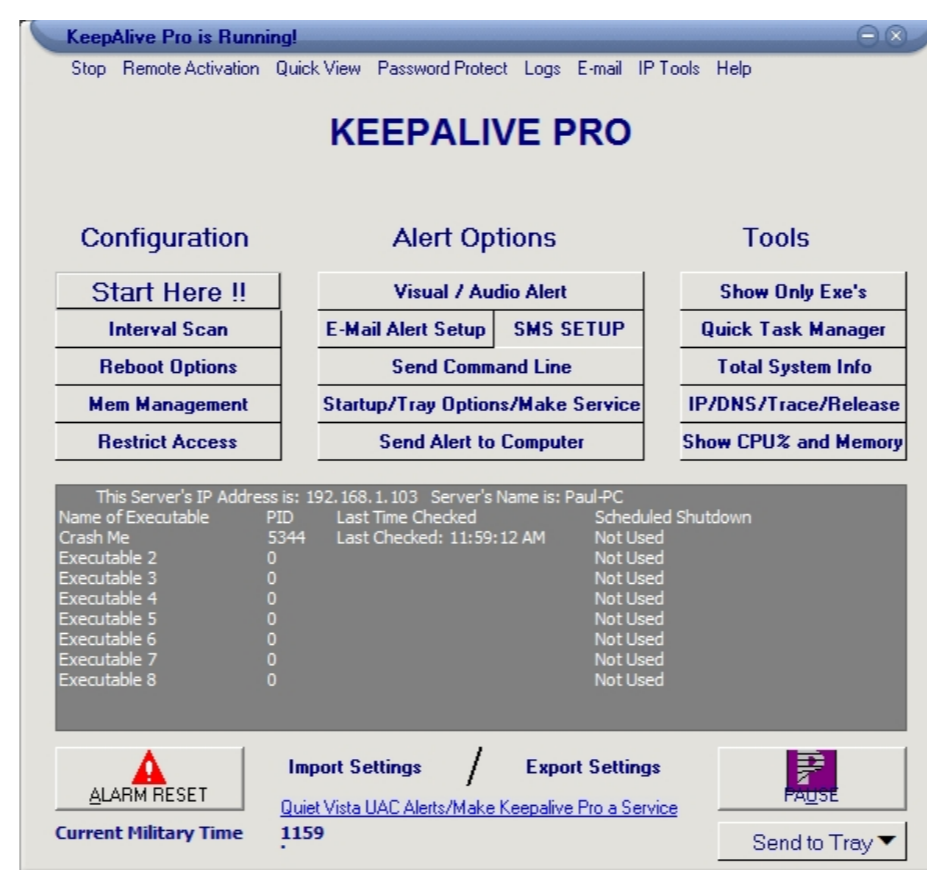 KeepAlive Pro is Running!
Stop Remote Activation Quick View Password Protect Logs E-mail IP Tools Help
KEEPALIVE PRO
Configuration Alert Options Tools
Start Here !! Visual / Audio Alert Show Only Exe's
Interval Scan E-Mail Alert Setup SMS SETUP Quick Task Manager
Reboot Options Send Command Line Total System Info
Mem Management Startup/Tray Options/Make Service IP/DNS/Trace/Release
Restrict Access Send Alert to Computer Show CPU% and Memory
This Server's IP Address is: 192.168.1.103 Server's Name is: Paul-PC
Name of Executable PID Last Time Checked Scheduled Shutdown
Crash Me 5344 Last Checked: 11:59:12 AM Not Used
Executable 2 0 Not Used
Executable 3 0 Not Used
Executable 4 0 Not Used
Executable 5 0 Not Used
Executable 6 0 Not Used
Executable 7 0 Not Used
Executable 8 0 Not Used
ALARM RESET Import Settings / Export Settings PAUSE
Quiet Vista UAC Alerts/Make Keepalive Pro a Service
Current Military Time 1159 Send to Tray